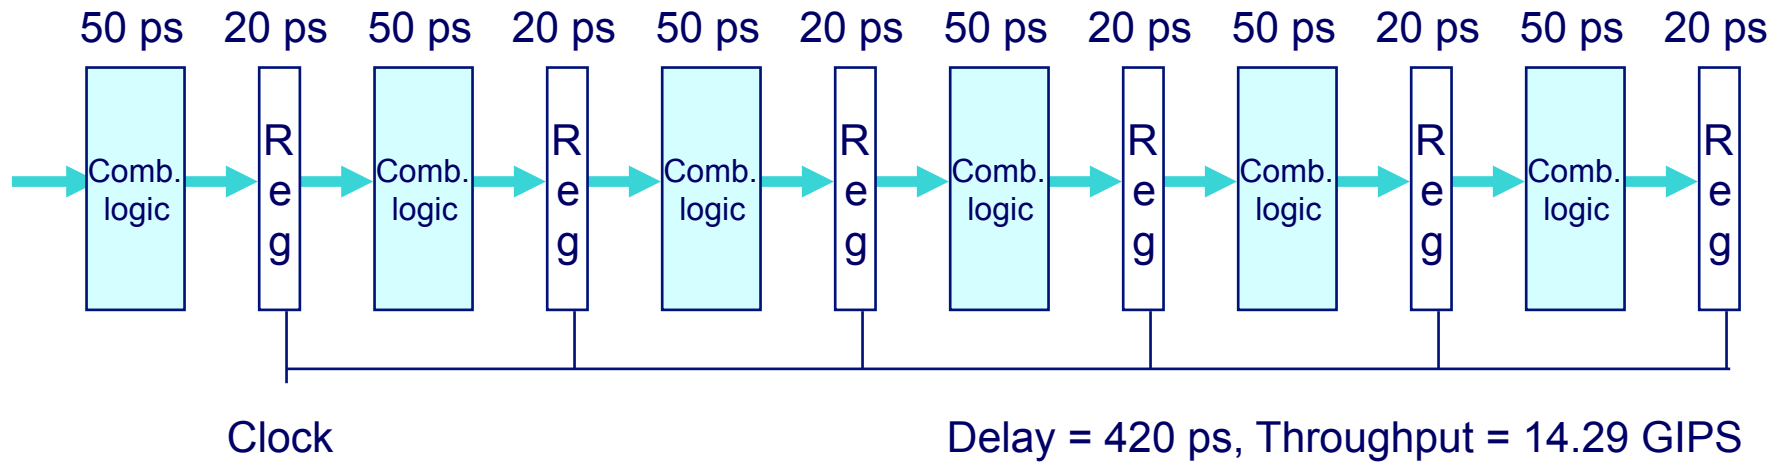 50 ps 20 ps 50 ps 20 ps 50 ps 20 ps 50 ps 20 ps 50 ps 20 ps 50 ps 20 ps
Comb.
logic
R
e
g
Comb.
logic
R
e
g
Comb.
logic
R
e
g
Comb.
logic
R
e
g
Comb.
logic
R
e
g
Comb.
logic
R
e
g
Clock
Delay = 420 ps, Throughput = 14.29 GIPS